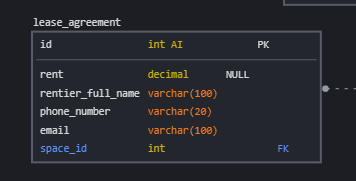 lease_agreement
id int AI PK
rent decimal NULL
rentier_full_name varchar(100)
phone_number varchar(20)
email varchar(100)
space_id int FK